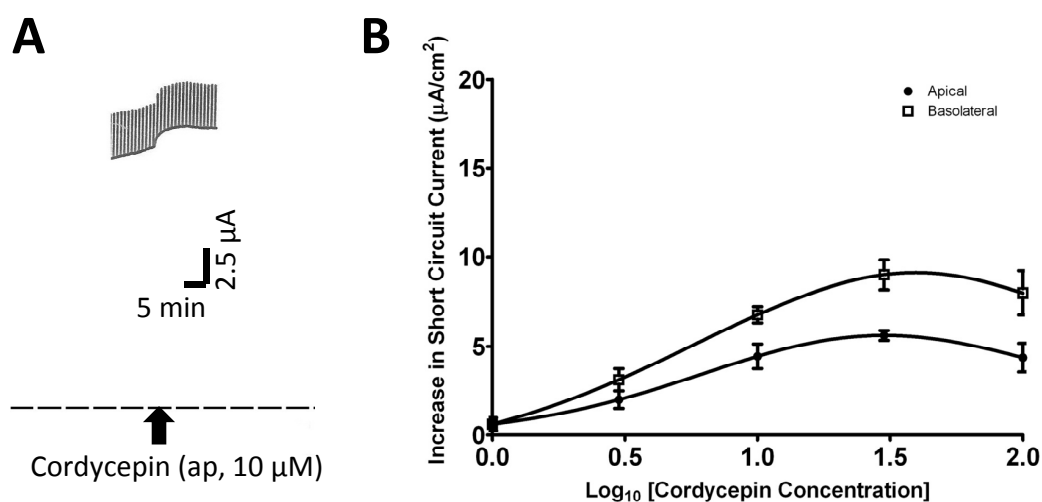 A
2.5 µA
5 min
Cordycepin (ap, 10 µM)
B
Increase in Short Circuit Current (µA/cm²)
20
15
10
5
0
Apical
Basolateral
0.0 0.5 1.0 1.5 2.0
Log₁₀ [Cordycepin Concentration]